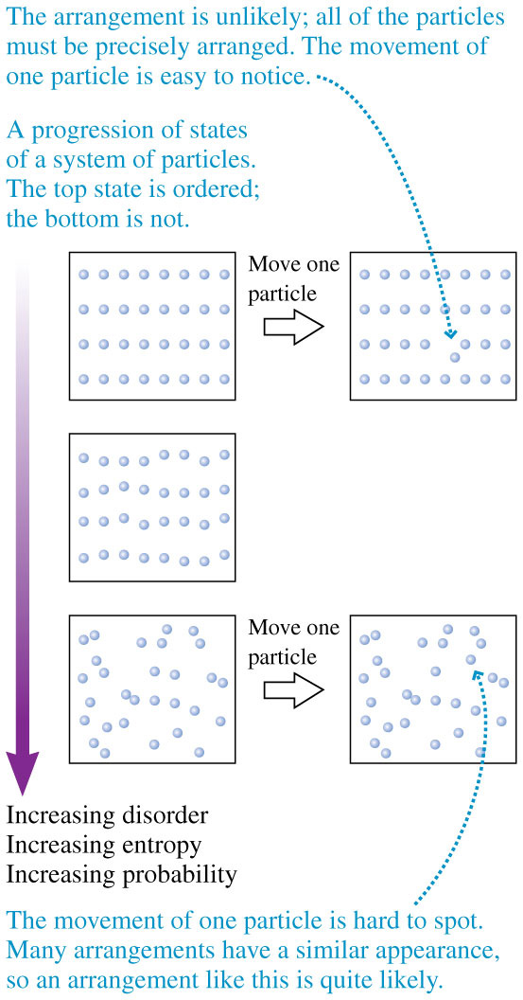 The arrangement is unlikely; all of the particles
must be precisely arranged. The movement of
one particle is easy to notice.
A progression of states
of a system of particles.
The top state is ordered;
the bottom is not.
Move one
particle
Move one
particle
Increasing disorder
Increasing entropy
Increasing probability
The movement of one particle is hard to spot.
Many arrangements have a similar appearance,
so an arrangement like this is quite likely.